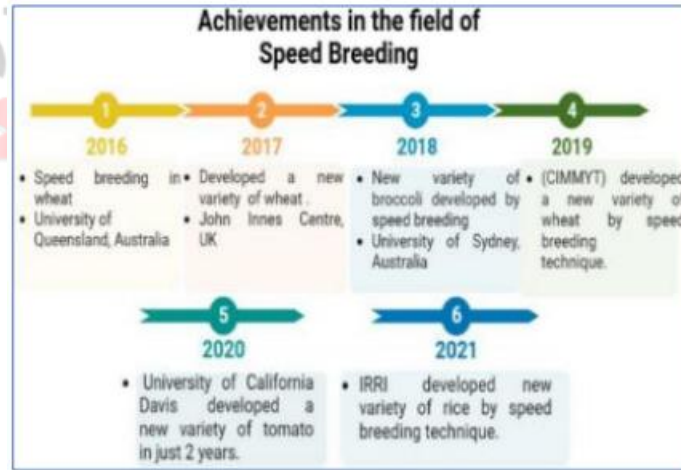 Achievements in the field of
Speed Breeding
1
2016
• Speed breeding in
wheat
• University of
Queensland, Australia
2
2017
• Developed a new
variety of wheat .
• John Innes Centre,
UK
3
2018
• New variety of
broccoli developed by
speed breeding
• University of Sydney,
Australia
4
2019
• (CIMMYT) developed
a new variety of
wheat by speed
breeding
technique.
5
2020
• University of California
Davis developed a
new variety of tomato
in just 2 years.
6
2021
• IRRI developed new
variety of rice by speed
breeding technique.